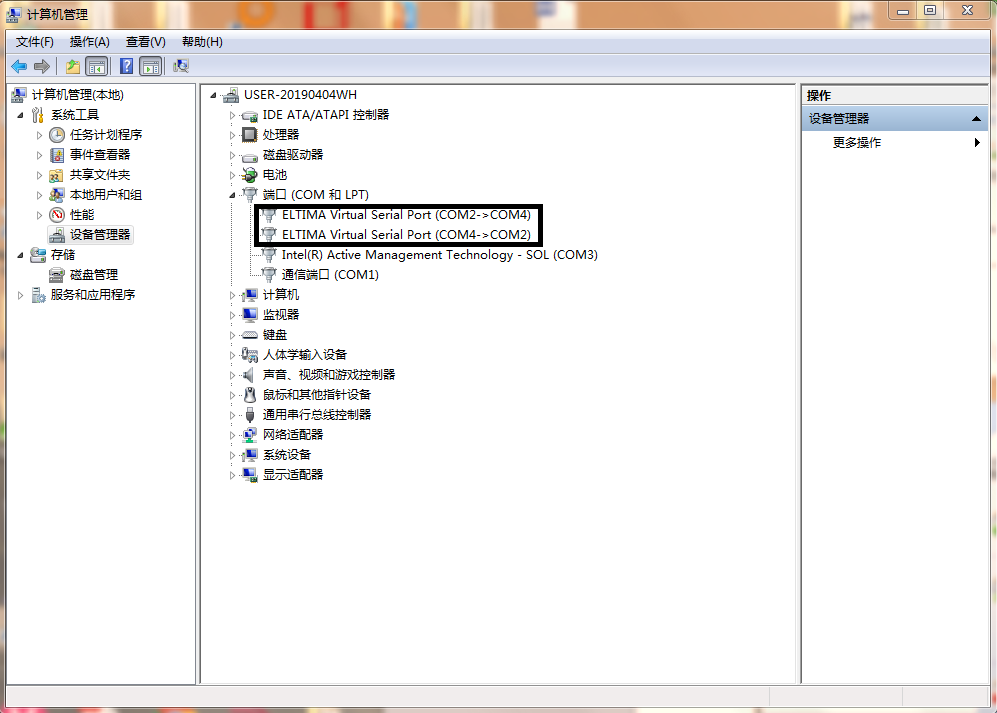 计算机管理
文件(F) 操作(A) 查看(V) 帮助(H)
计算机管理(本地)
系统工具
任务计划程序
事件查看器
共享文件夹
本地用户和组
性能
设备管理器
存储
磁盘管理
服务和应用程序
USER-20190404WH
IDE ATA/ATAPI 控制器
处理器
磁盘驱动器
电池
端口 (COM 和 LPT)
ELTIMA Virtual Serial Port (COM2->COM4)
ELTIMA Virtual Serial Port (COM4->COM2)
Intel(R) Active Management Technology - SOL (COM3)
通信端口 (COM1)
计算机
监视器
键盘
人体学输入设备
声音、视频和游戏控制器
鼠标和其他指针设备
通用串行总线控制器
网络适配器
系统设备
显示适配器
操作
设备管理器
更多操作